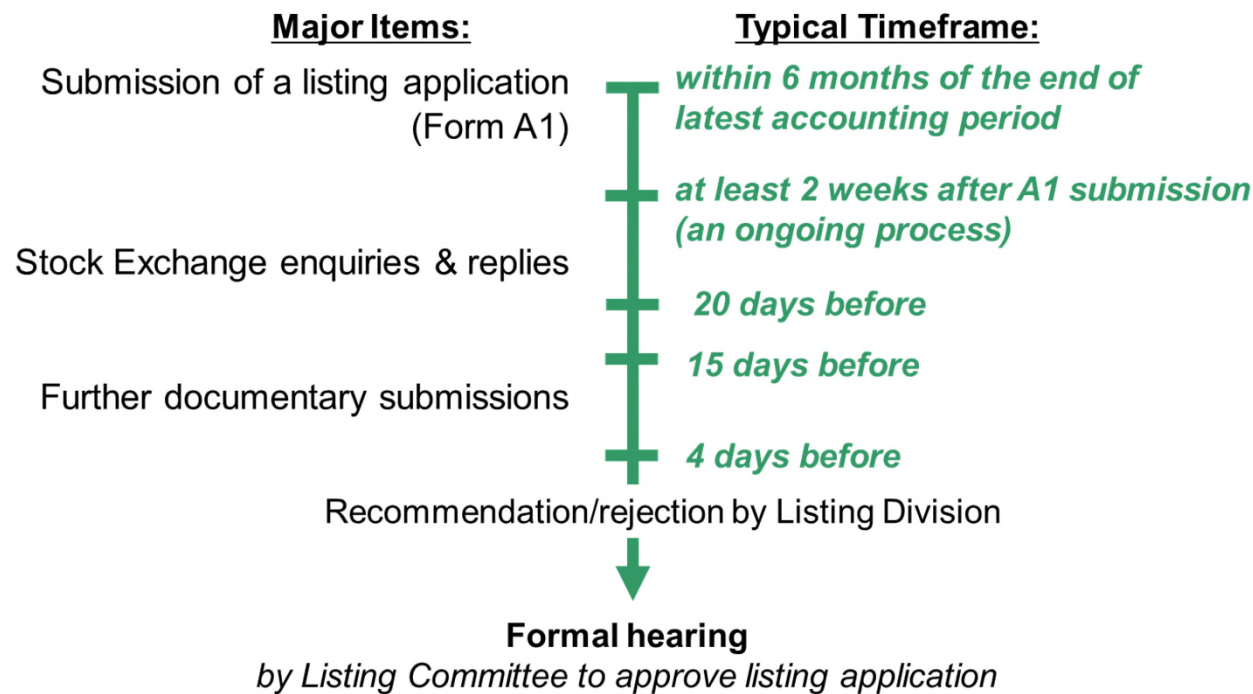 Major Items:
Typical Timeframe:
Submission of a listing application
(Form A1)
within 6 months of the end of
latest accounting period
at least 2 weeks after A1 submission
(an ongoing process)
Stock Exchange enquiries & replies
20 days before
15 days before
Further documentary submissions
4 days before
Recommendation/rejection by Listing Division
Formal hearing
by Listing Committee to approve listing application